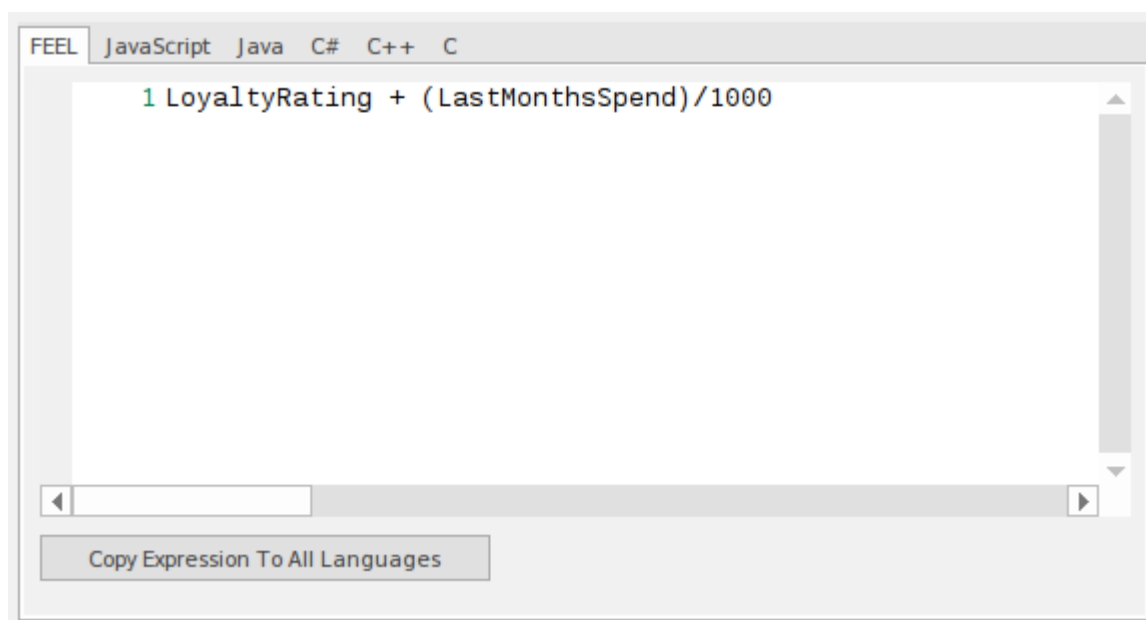 FEEL JavaScript Java C# C++ C
1 LoyaltyRating + (LastMonthsSpend)/1000
Copy Expression To All Languages